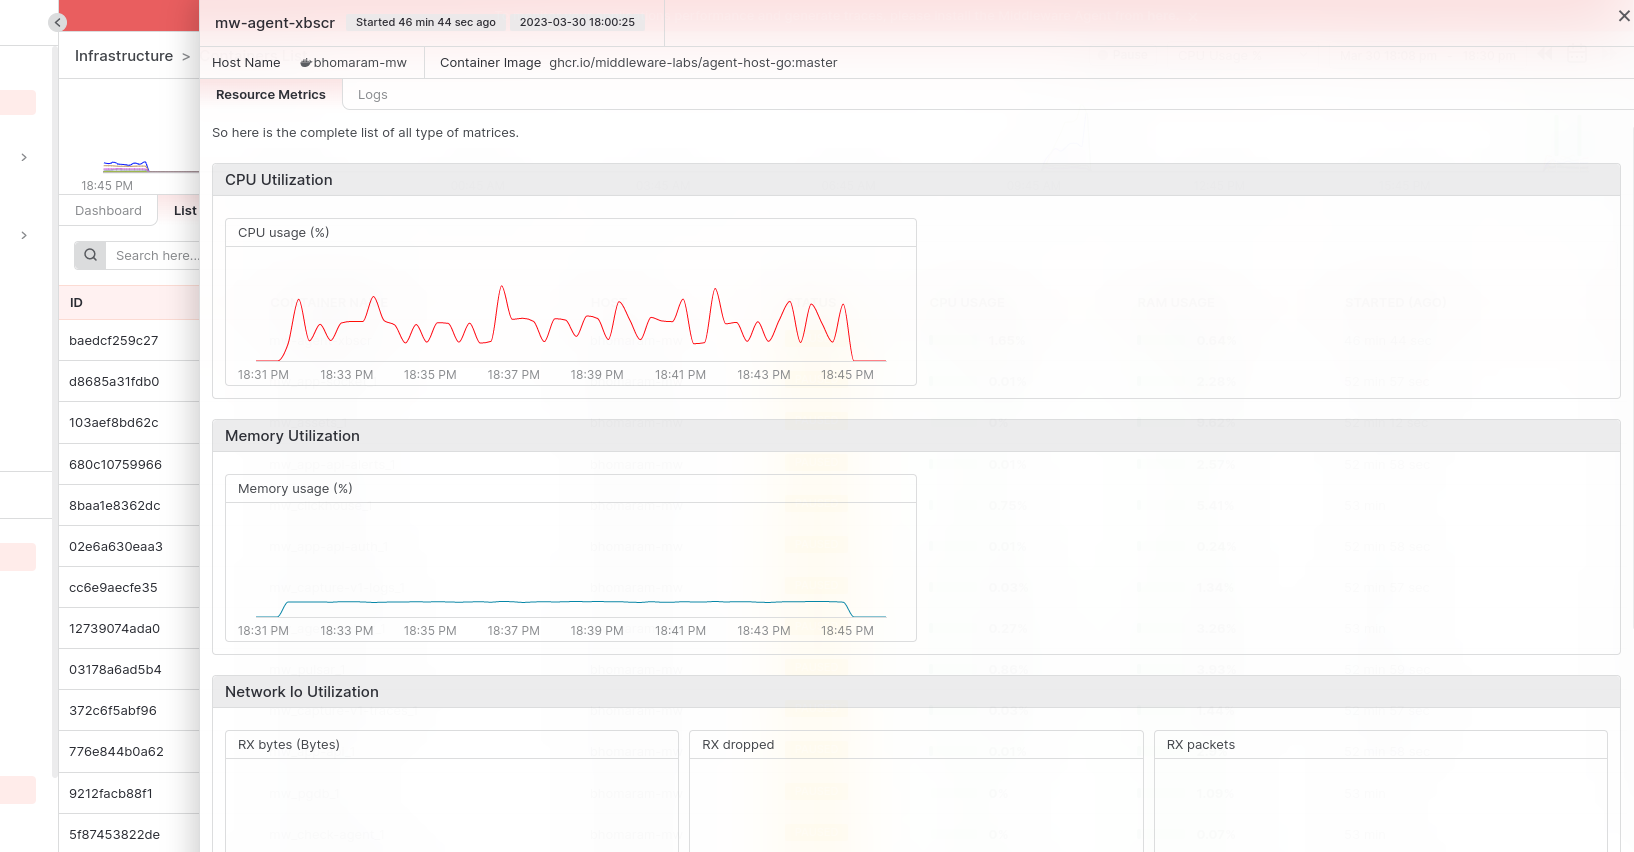 mw-agent-xbscr Started 46 min 44 sec ago 2023-03-30 18:00:25
Infrastructure >
Host Name bhomaram-mw Container Image ghcr.io/middleware-labs/agent-host-go:master
Resource Metrics Logs
So here is the complete list of all type of matrices.
18:45 PM
Dashboard List
Search here...
ID
baedcf259c27
d8685a31fdb0
103aef8bd62c
680c10759966
8baa1e8362dc
02e6a630eaa3
cc6e9aecfe35
12739074ada0
03178a6ad5b4
372c6f5abf96
776e844b0a62
9212facb88f1
5f87453822de
CPU Utilization
CPU usage (%)
18:31 PM 18:33 PM 18:35 PM 18:37 PM 18:39 PM 18:41 PM 18:43 PM 18:45 PM
Memory Utilization
Memory usage (%)
18:31 PM 18:33 PM 18:35 PM 18:37 PM 18:39 PM 18:41 PM 18:43 PM 18:45 PM
Network Io Utilization
RX bytes (Bytes) RX dropped RX packets